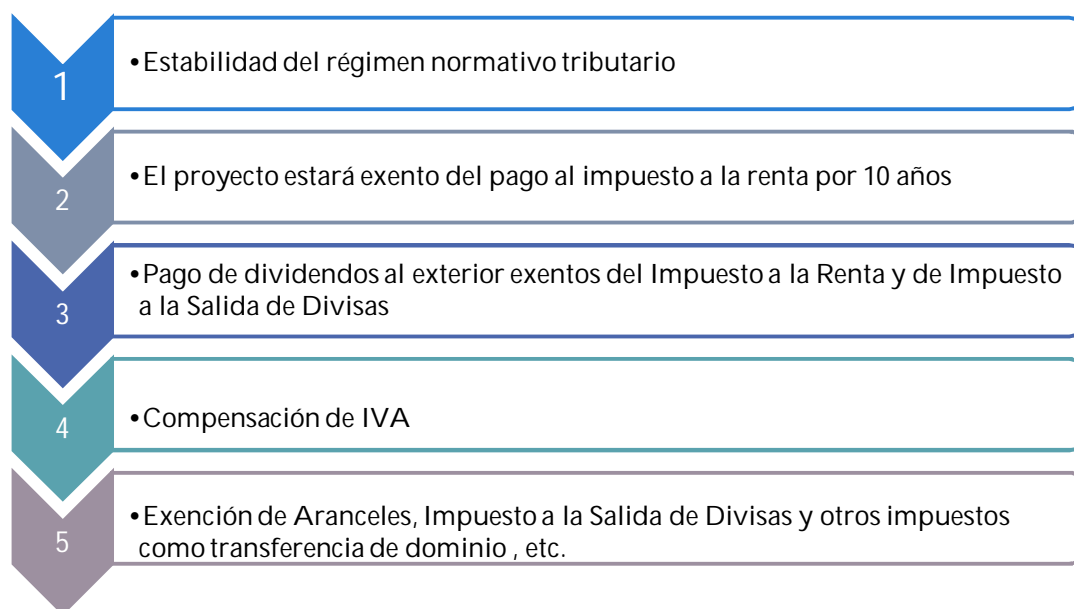 1
•Estabilidad del régimen normativo tributario
2
•El proyecto estará exento del pago al impuesto a la renta por 10 años
3
•Pago de dividendos al exterior exentos del Impuesto a la Renta y de Impuesto
a la Salida de Divisas
4
•Compensación de IVA
5
•Exención de Aranceles, Impuesto a la Salida de Divisas y otros impuestos
como transferencia de dominio , etc.